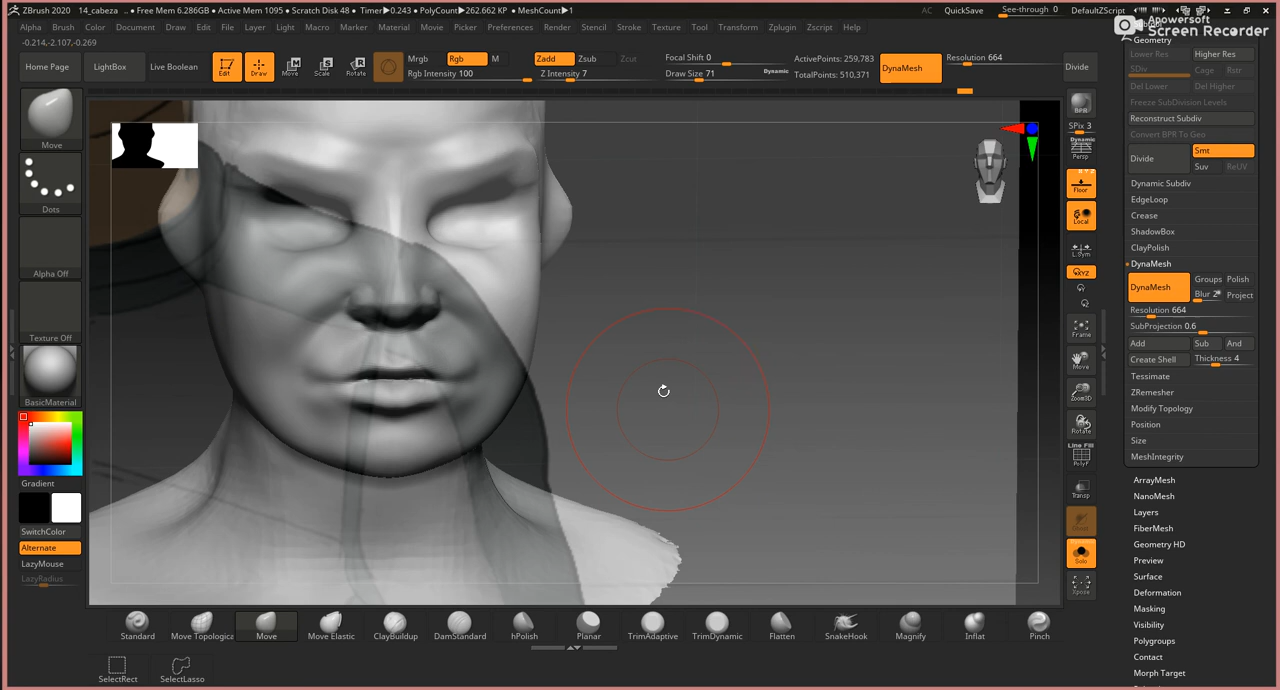 ZBrush 2020 14_cabeza .. • Free Mem 6.286GB • Active Mem 1095 • Scratch Disk 48 • Timer▶0.243 • PolyCount▶262.662 KP • MeshCount▶1
AC QuickSave See-through 0 DefaultZScript
Apowersoft
Screen Recorder
Alpha Brush Color Document Draw Edit File Layer Light Macro Marker Material Movie Picker Preferences Render Stencil Stroke Texture Tool Transform Zplugin Zscript Help
-0.214,-2.107,-0.269
Home Page LightBox Live Boolean
Edit Draw Move Scale Rotate
Mrgb Rgb M
Rgb Intensity 100
Zadd Zsub Zcut
Z Intensity 7
Focal Shift 0
Draw Size 71 Dynamic
ActivePoints: 259,783
TotalPoints: 510,371
DynaMesh
Resolution 664
Divide
Move
Dots
Alpha Off
Texture Off
BasicMaterial
Gradient
SwitchColor
Alternate
LazyMouse
LazyRadius
BPR
SPix 3
Dynamic
Persp
Floor
Local
L.Sym
XYZ
Frame
Move
Zoom3D
Rotate
Line Fill
PolyF
Transp
Ghost
Solo
Xpose
Geometry
Lower Res Higher Res
SDiv Cage Rstr
Del Lower Del Higher
Freeze SubDivision Levels
Reconstruct Subdiv
Convert BPR To Geo
Divide Smt
Suv ReUV
Dynamic Subdiv
EdgeLoop
Crease
ShadowBox
ClayPolish
DynaMesh
DynaMesh Groups Polish
Blur 2 Project
Resolution 664
SubProjection 0.6
Add Sub And
Create Shell Thickness 4
Tessimate
ZRemesher
Modify Topology
Position
Size
MeshIntegrity
ArrayMesh
NanoMesh
Layers
FiberMesh
Geometry HD
Preview
Surface
Deformation
Masking
Visibility
Polygroups
Contact
Morph Target
Standard Move Topologica Move Move Elastic ClayBuildup DamStandard hPolish Planar TrimAdaptive TrimDynamic Flatten SnakeHook Magnify Inflat Pinch
SelectRect SelectLasso